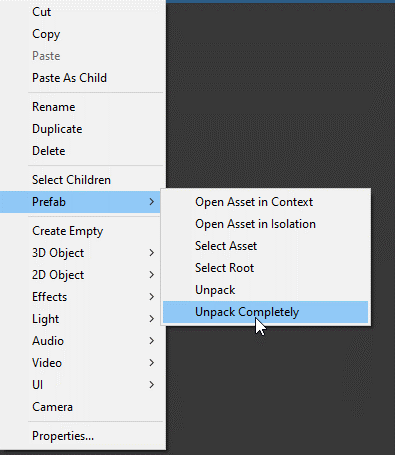 Cut
Copy
Paste
Paste As Child
Rename
Duplicate
Delete
Select Children
Prefab
Create Empty
3D Object
2D Object
Effects
Light
Audio
Video
UI
Camera
Properties...
Open Asset in Context
Open Asset in Isolation
Select Asset
Select Root
Unpack
Unpack Completely